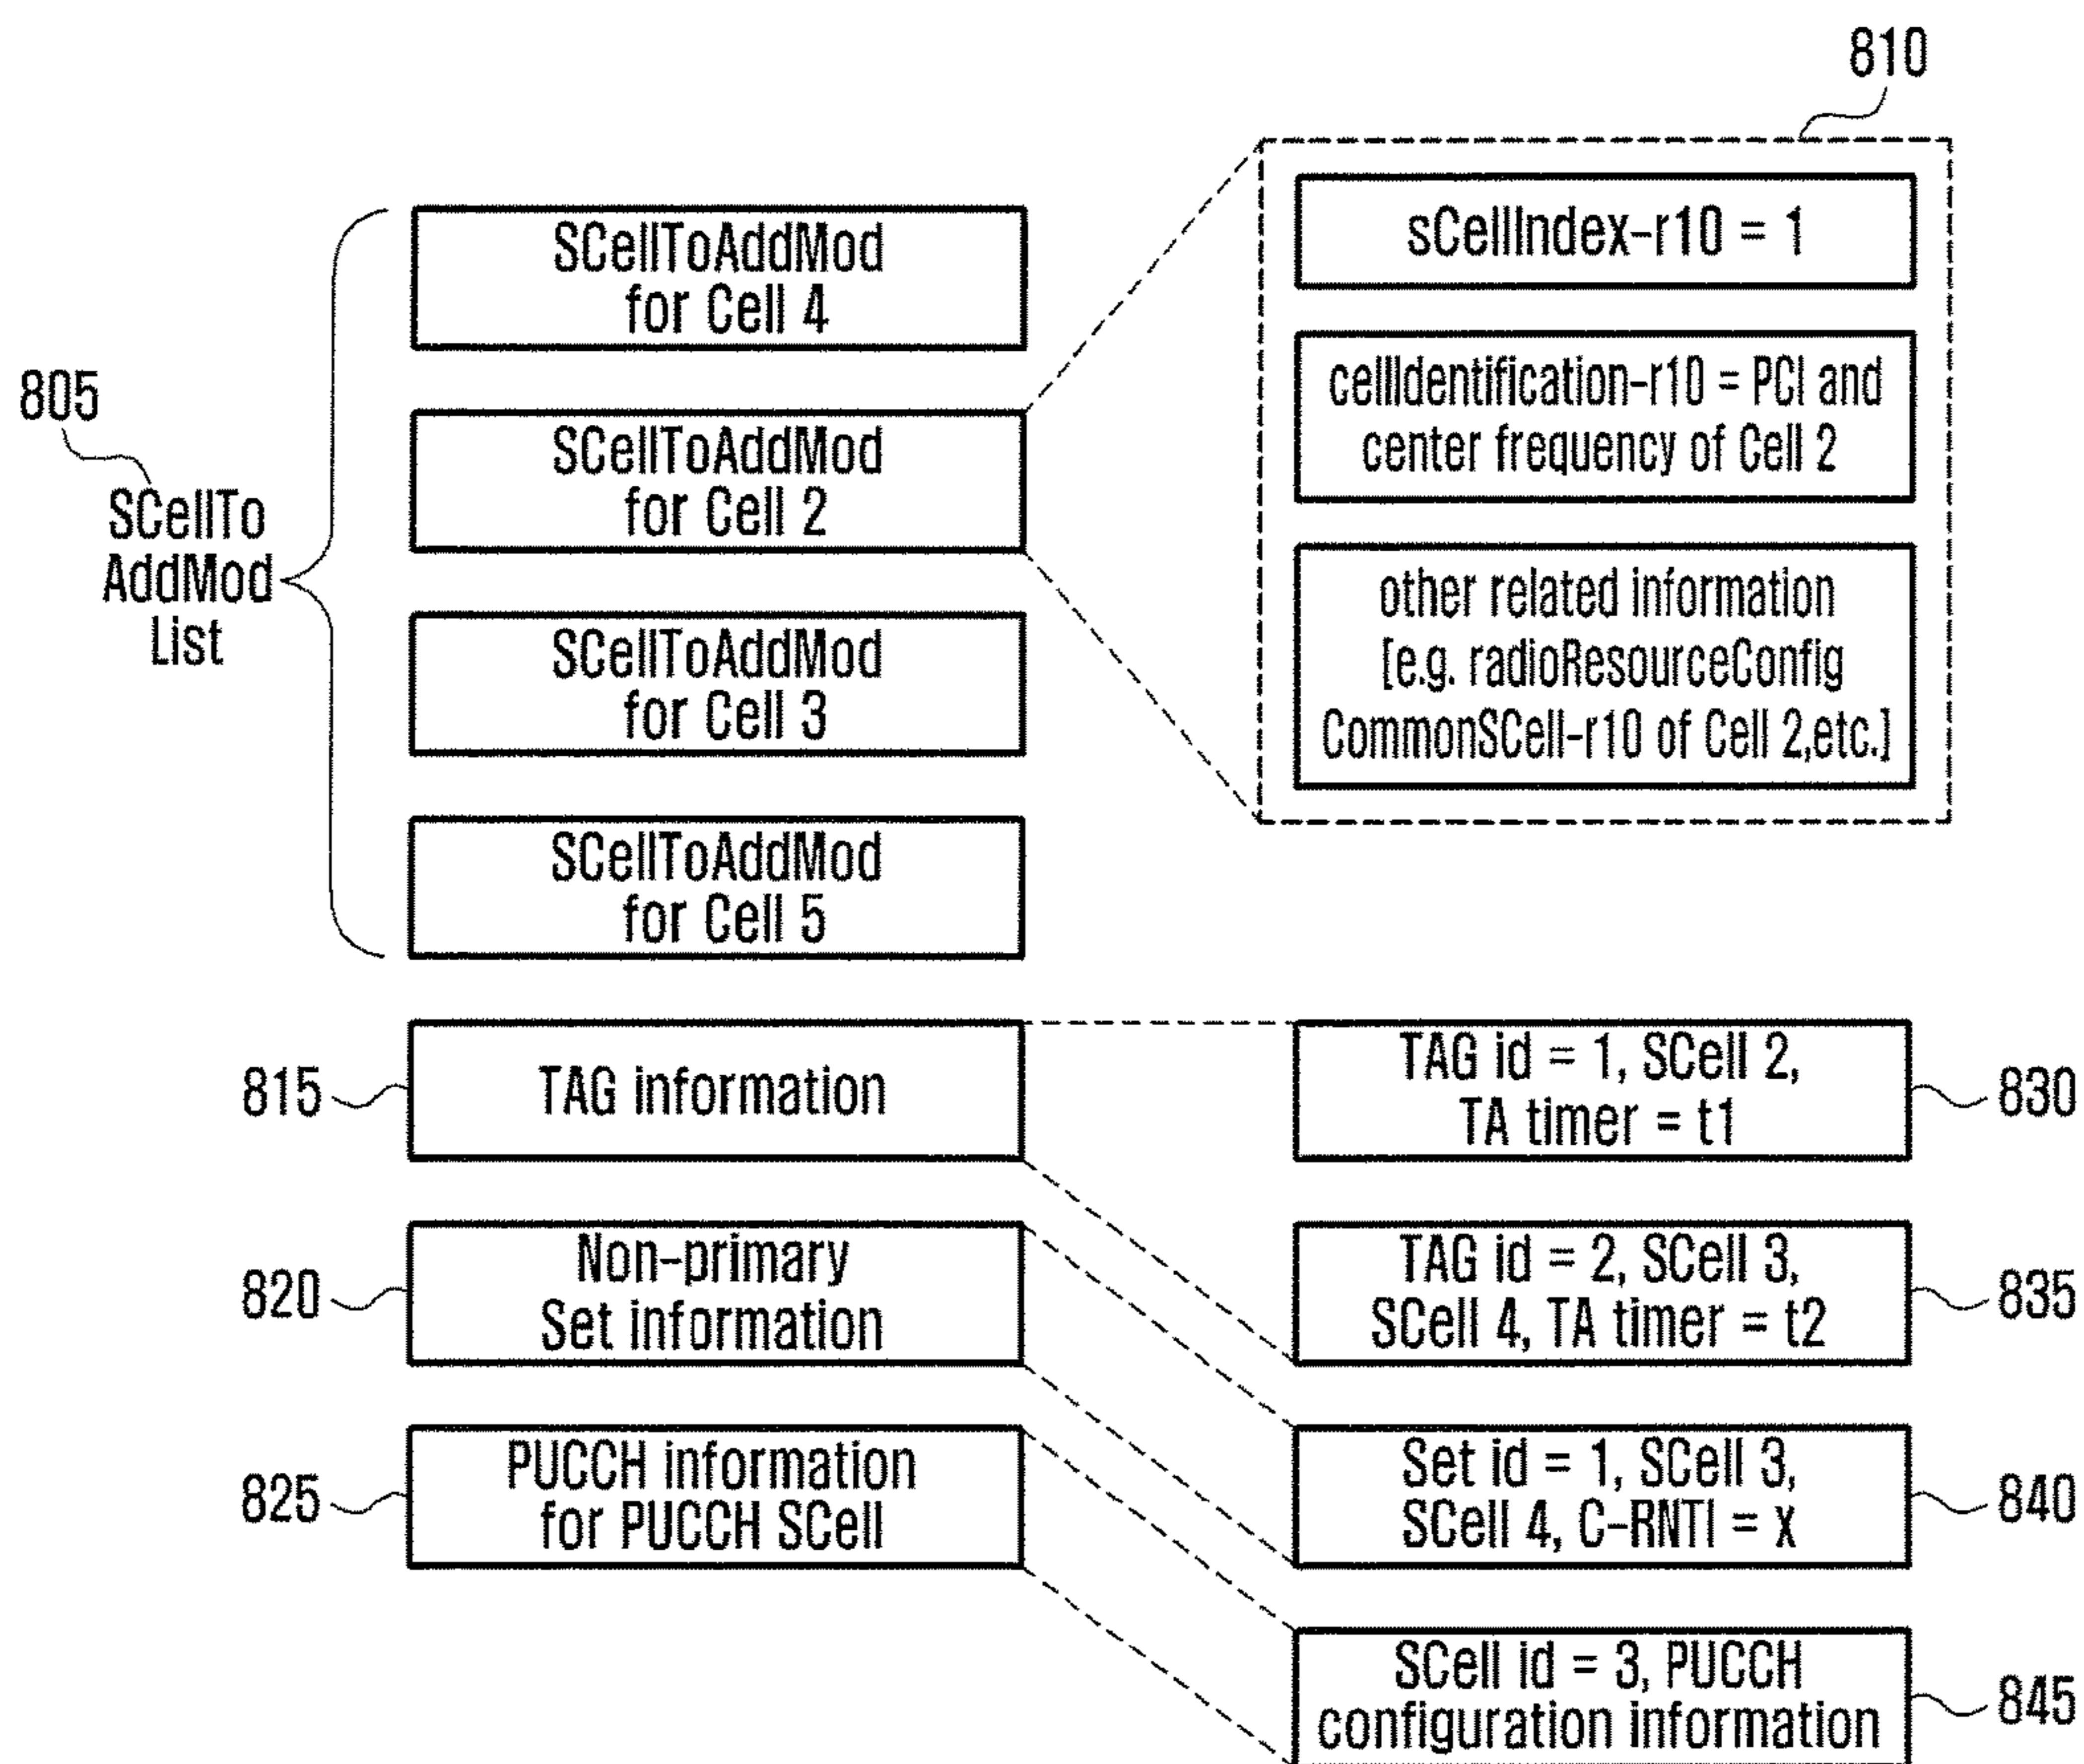 810
805
SCellTo
AddMod
List
SCellToAddMod
for Cell 4
SCellToAddMod
for Cell 2
SCellToAddMod
for Cell 3
SCellToAddMod
for Cell 5
sCellIndex-r10 = 1
cellIdentification-r10 = PCI and
center frequency of Cell 2
other related information
[e.g. radioResourceConfig
CommonSCell-r10 of Cell 2,etc.]
815
TAG information
TAG id = 1, SCell 2,
TA timer = t1
830
820
Non-primary
Set information
TAG id = 2, SCell 3,
SCell 4, TA timer = t2
835
825
PUCCH information
for PUCCH SCell
Set id = 1, SCell 3,
SCell 4, C-RNTI = x
840
SCell id = 3, PUCCH
configuration information
845